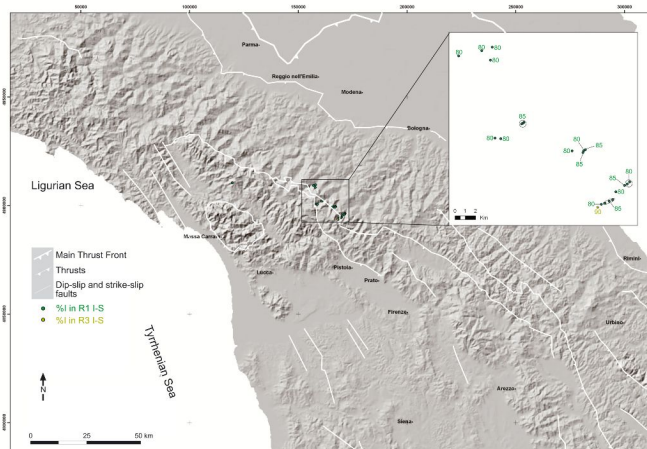 100000
150000
200000
250000
300000
Parma
Reggio nell'Emilia
Modena
Bologna
80
80
80
80
85
80
80
80
80
85
85
85
80
80
80
85
90
0 1 2
Km
Ligurian Sea
Massa Carrara
Lucca
Pistoia
Prato
Firenze
Rimini
Urbino
Arezzo
Siena
Tyrrhenian Sea
Main Thrust Front
Thrusts
Dip-slip and strike-slip
faults
%I in R1 I-S
%I in R3 I-S
N
0 25 50 km